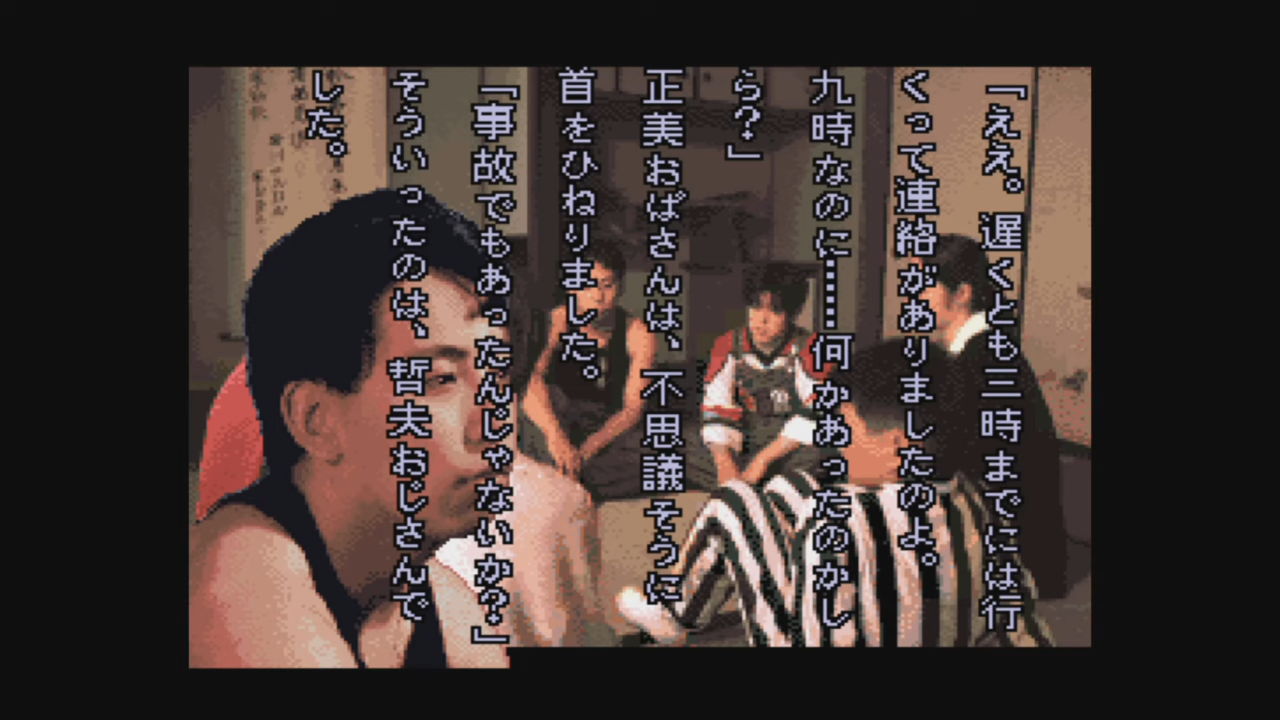 「ええ。遅くとも三時までには行
くって連絡がありましたのよ。
九時なのに……何かあったのかし
ら？」
正美おばさんは、不思議そうに
首をひねりました。
「事故でもあったんじゃないか？」
そういったのは、哲夫おじさんで
した。